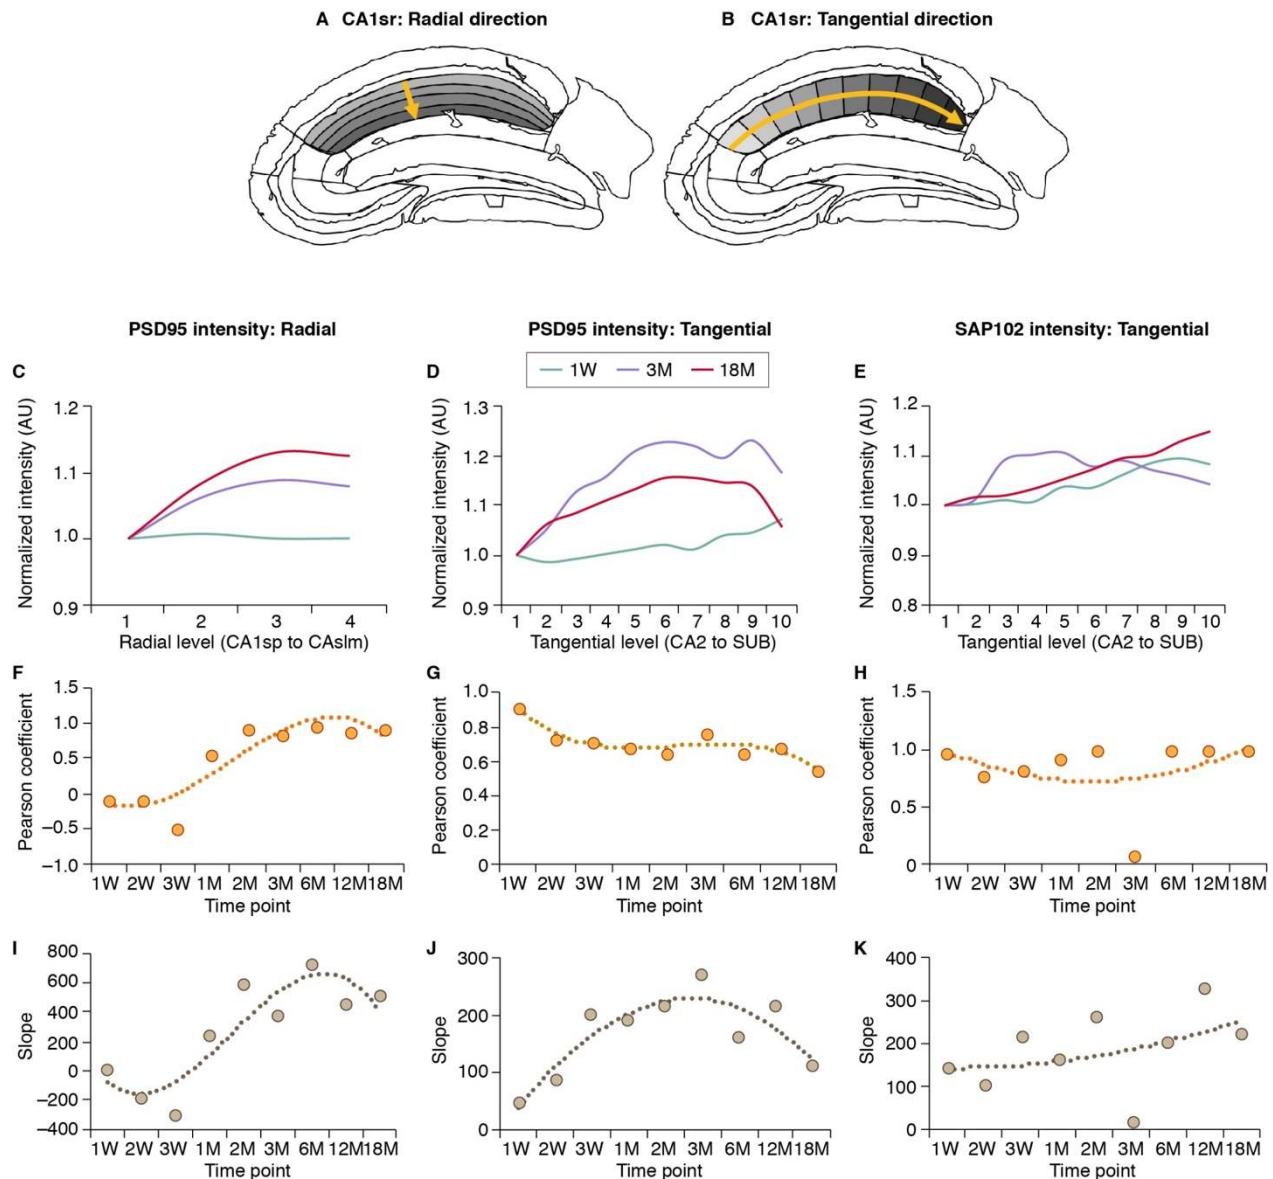 A CA1sr: Radial direction
B CA1sr: Tangential direction
PSD95 intensity: Radial
PSD95 intensity: Tangential
SAP102 intensity: Tangential
1W 3M 18M
C
Normalized intensity (AU)
1.2
1.1
1.0
0.9
1 2 3 4
Radial level (CA1sp to CAslm)
D
Normalized intensity (AU)
1.3
1.2
1.1
1.0
0.9
1 2 3 4 5 6 7 8 9 10
Tangential level (CA2 to SUB)
E
Normalized intensity (AU)
1.2
1.1
1.0
0.9
0.8
1 2 3 4 5 6 7 8 9 10
Tangential level (CA2 to SUB)
F
Pearson coefficient
1.5
1.0
0.5
0
–0.5
–1.0
1W 2W 3W 1M 2M 3M 6M 12M 18M
Time point
G
Pearson coefficient
1.0
0.8
0.6
0.4
0.2
0
1W 2W 3W 1M 2M 3M 6M 12M 18M
Time point
H
Pearson coefficient
1.5
1.0
0.5
0
1W 2W 3W 1M 2M 3M 6M 12M 18M
Time point
I
Slope
800
600
400
200
0
–200
–400
1W 2W 3W 1M 2M 3M 6M 12M 18M
Time point
J
Slope
300
200
100
0
1W 2W 3W 1M 2M 3M 6M 12M 18M
Time point
K
Slope
400
300
200
100
0
1W 2W 3W 1M 2M 3M 6M 12M 18M
Time point